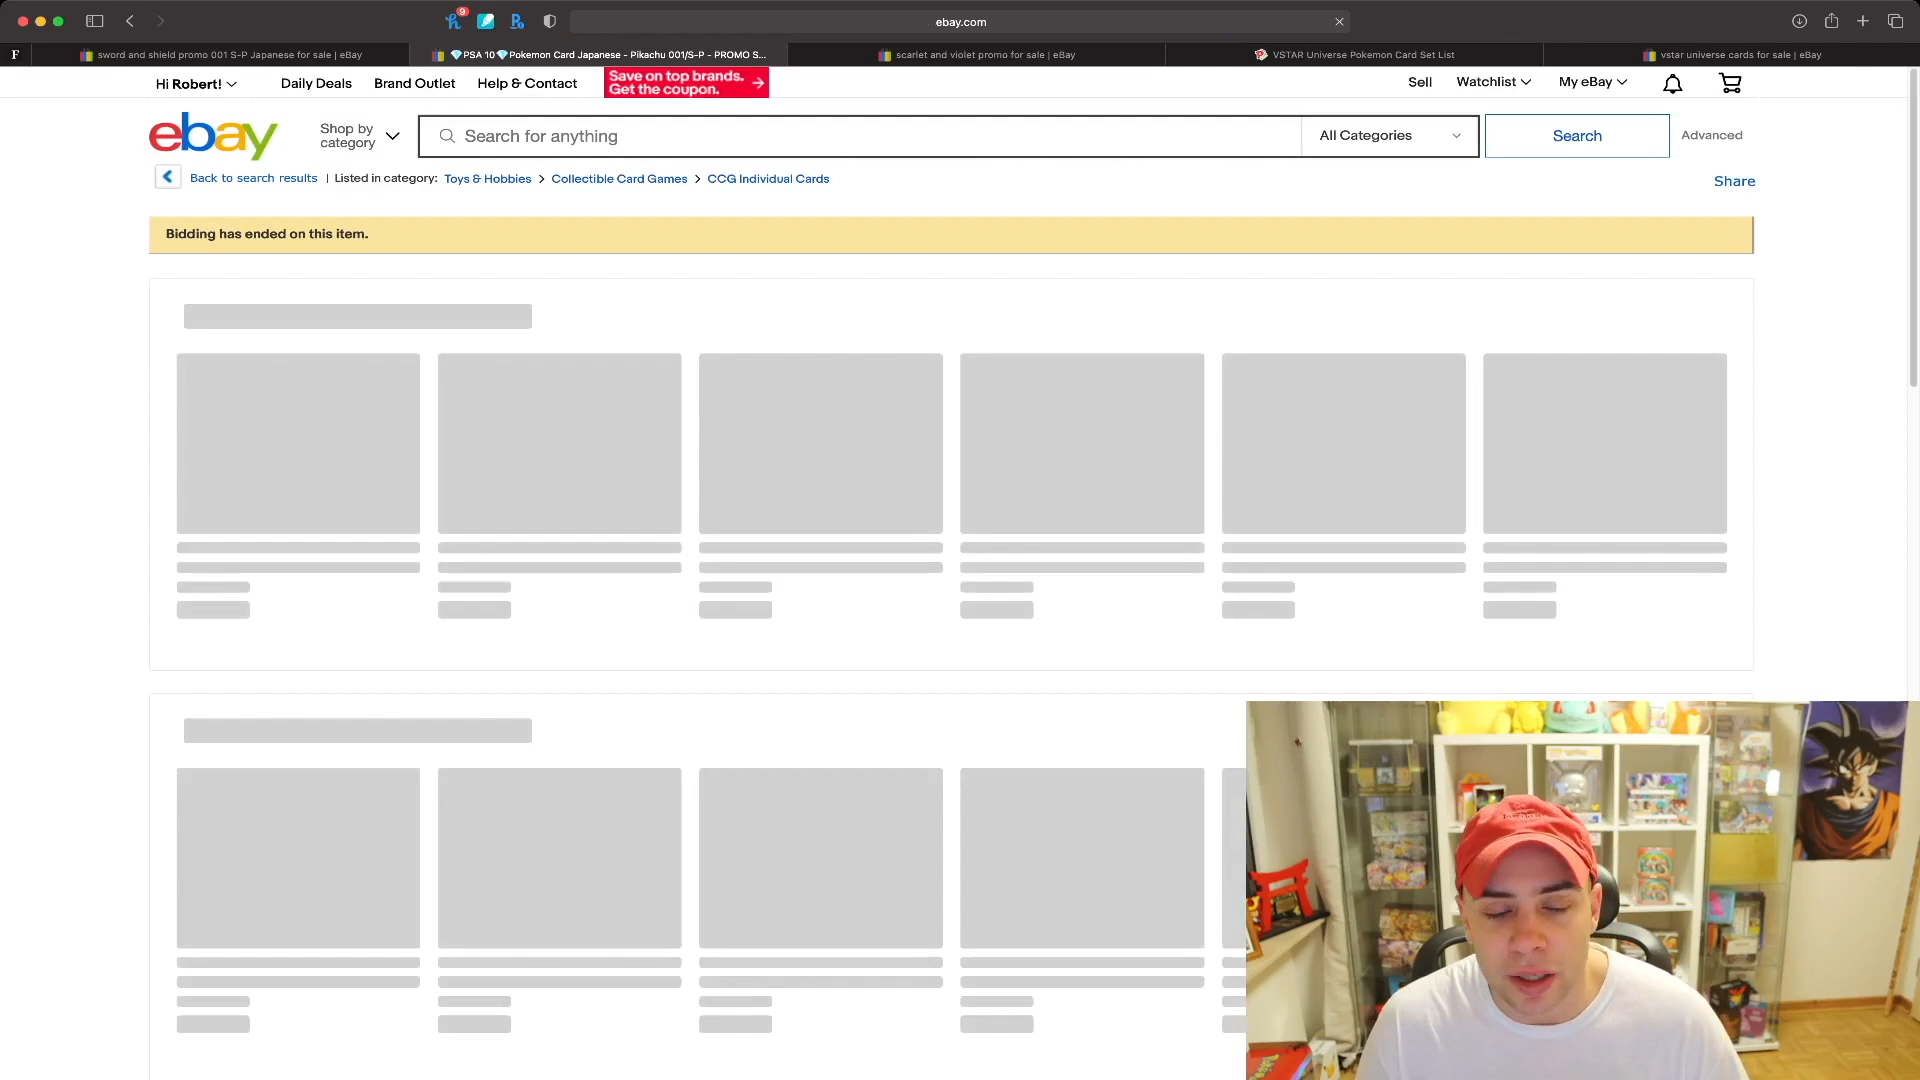 9
ebay.com
F
sword and shield promo 001 S-P Japanese for sale | eBay
💎PSA 10💎Pokemon Card Japanese - Pikachu 001/S-P - PROMO S...
scarlet and violet promo for sale | eBay
VSTAR Universe Pokemon Card Set List
vstar universe cards for sale | eBay
Hi Robert!
Daily Deals
Brand Outlet
Help & Contact
Save on top brands.
Get the coupon.
Sell
Watchlist
My eBay
ebay
Shop by
category
Search for anything
All Categories
Search
Advanced
Back to search results | Listed in category: Toys & Hobbies > Collectible Card Games > CCG Individual Cards
Share
Bidding has ended on this item.